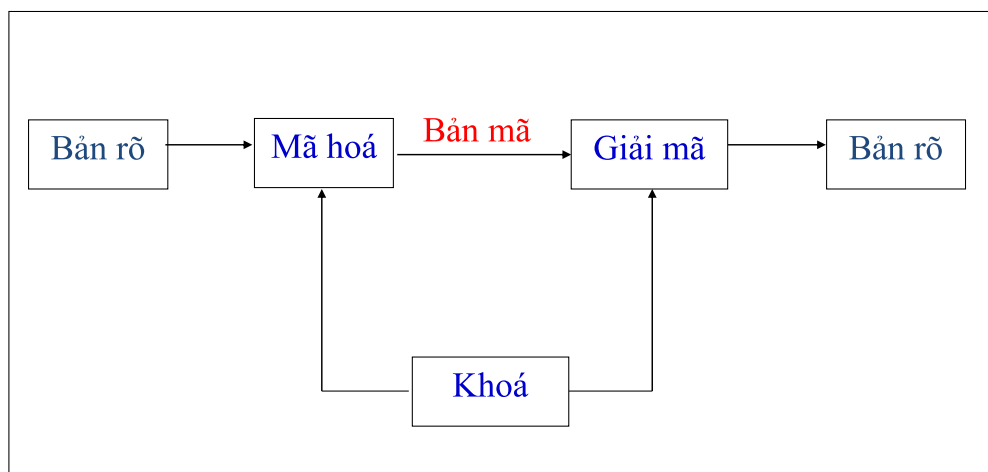 Bản rõ
Mã hoá
Bản mã
Giải mã
Bản rõ
Khoá